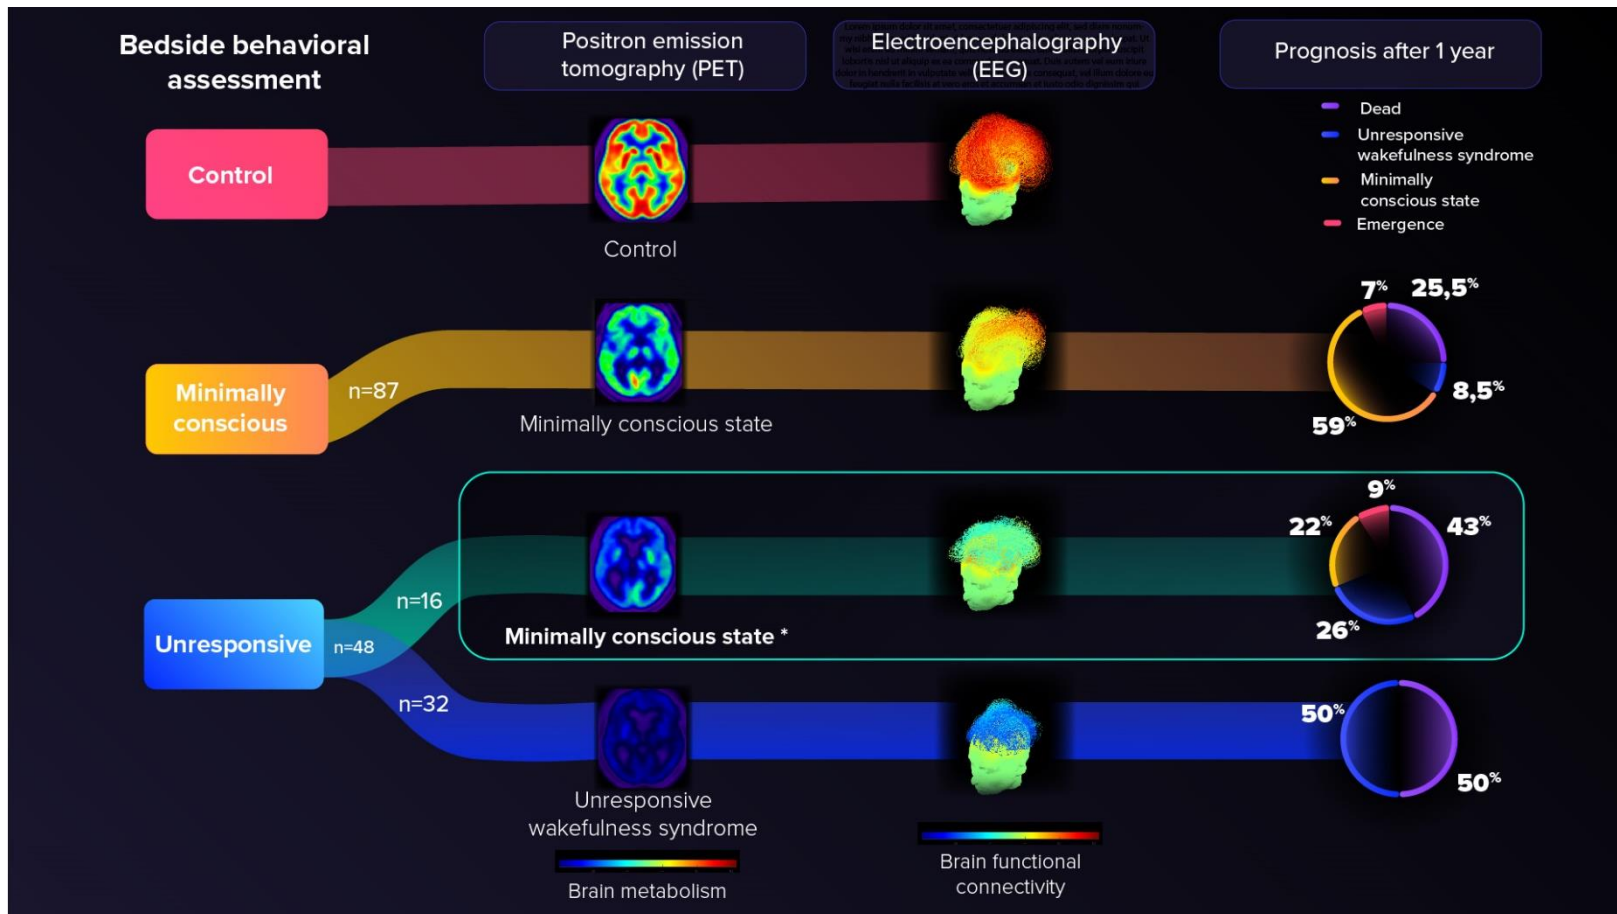 Bedside behavioral
assessment
Positron emission
tomography (PET)
Electroencephalography
(EEG)
Prognosis after 1 year
Dead
Unresponsive
wakefulness syndrome
Minimally
conscious state
Emergence
Control
Control
7%
25,5%
8,5%
59%
Minimally
conscious
n=87
Minimally conscious state
9%
22%
43%
26%
Unresponsive
n=48
n=16
Minimally conscious state *
n=32
50%
50%
Unresponsive
wakefulness syndrome
Brain metabolism
Brain functional
connectivity